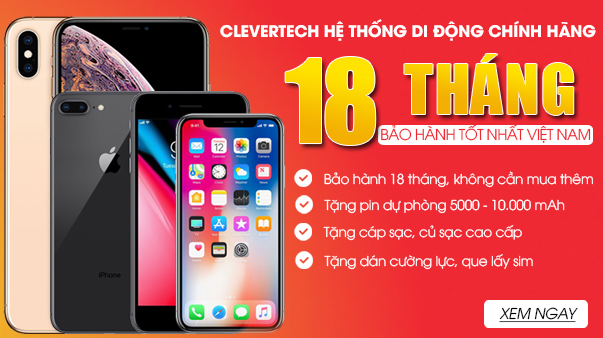 CLEVERTECH HỆ THỐNG DI ĐỘNG CHÍNH HÃNG
18 THÁNG
BẢO HÀNH TỐT NHẤT VIỆT NAM
Bảo hành 18 tháng, không cần mua thêm
Tặng pin dự phòng 5000 - 10.000 mAh
Tặng cáp sạc, củ sạc cao cấp
Tặng dán cường lực, que lấy sim
iPhone
XEM NGAY